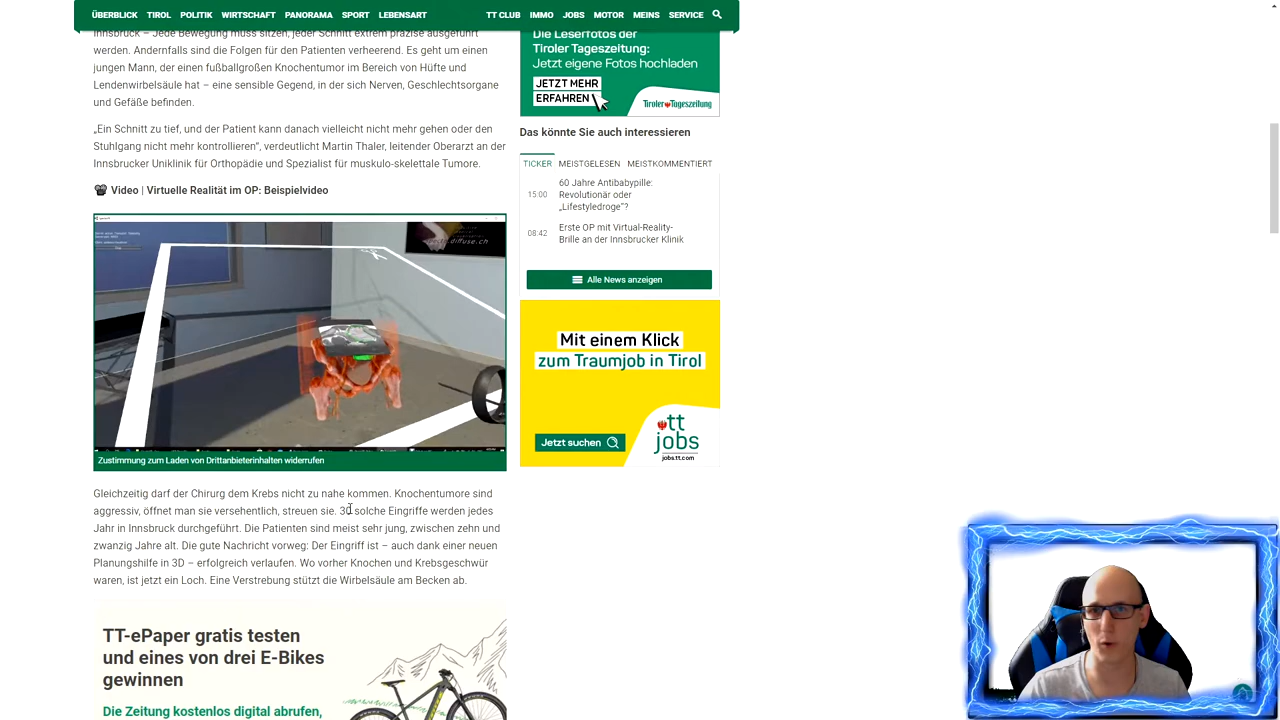 ÜBERBLICK TIROL POLITIK WIRTSCHAFT PANORAMA SPORT LEBENSART TT CLUB IMMO JOBS MOTOR MEINS SERVICE
Innsbruck – Jede Bewegung muss sitzen, jeder Schnitt extrem präzise ausgeführt
werden. Andernfalls sind die Folgen für den Patienten verheerend. Es geht um einen
jungen Mann, der einen fußballgroßen Knochentumor im Bereich von Hüfte und
Lendenwirbelsäule hat – eine sensible Gegend, in der sich Nerven, Geschlechtsorgane
und Gefäße befinden.
„Ein Schnitt zu tief, und der Patient kann danach vielleicht nicht mehr gehen oder den
Stuhlgang nicht mehr kontrollieren“, verdeutlicht Martin Thaler, leitender Oberarzt an der
Innsbrucker Uniklinik für Orthopädie und Spezialist für muskulo-skelettale Tumore.
Video | Virtuelle Realität im OP: Beispielvideo
diffuse.ch
Zustimmung zum Laden von Drittanbieterinhalten widerrufen
Gleichzeitig darf der Chirurg dem Krebs nicht zu nahe kommen. Knochentumore sind
aggressiv, öffnet man sie versehentlich, streuen sie. 30 solche Eingriffe werden jedes
Jahr in Innsbruck durchgeführt. Die Patienten sind meist sehr jung, zwischen zehn und
zwanzig Jahre alt. Die gute Nachricht vorweg: Der Eingriff ist – auch dank einer neuen
Planungshilfe in 3D – erfolgreich verlaufen. Wo vorher Knochen und Krebsgeschwür
waren, ist jetzt ein Loch. Eine Verstrebung stützt die Wirbelsäule am Becken ab.
TT-ePaper gratis testen
und eines von drei E-Bikes
gewinnen
Die Zeitung kostenlos digital abrufen,
Die Leserfotos der
Tiroler Tageszeitung:
Jetzt eigene Fotos hochladen
JETZT MEHR
ERFAHREN
Tiroler Tageszeitung
Das könnte Sie auch interessieren
TICKER MEISTGELESEN MEISTKOMMENTIERT
15:00 60 Jahre Antibabypille:
Revolutionär oder
„Lifestyledroge“?
08:42 Erste OP mit Virtual-Reality-
Brille an der Innsbrucker Klinik
Alle News anzeigen
Mit einem Klick
zum Traumjob in Tirol
Jetzt suchen
tt
jobs
jobs.tt.com